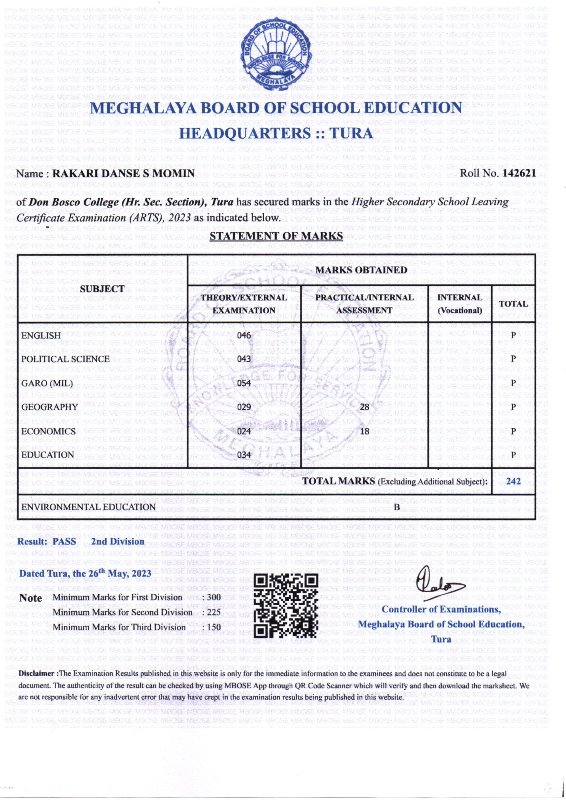 BOARD OF SCHOOL EDUCATION
KNOWLEDGE FOR SERVICE
MEGHALAYA
MEGHALAYA BOARD OF SCHOOL EDUCATION
HEADQUARTERS :: TURA
Name : RAKARI DANSE S MOMIN Roll No. 142621
of Don Bosco College (Hr. Sec. Section), Tura has secured marks in the Higher Secondary School Leaving
Certificate Examination (ARTS), 2023 as indicated below.
STATEMENT OF MARKS
SUBJECT
MARKS OBTAINED
THEORY/EXTERNAL EXAMINATION
PRACTICAL/INTERNAL ASSESSMENT
INTERNAL (Vocational)
TOTAL
ENGLISH 046 P
POLITICAL SCIENCE 043 P
GARO (MIL) 054 P
GEOGRAPHY 029 28 P
ECONOMICS 024 18 P
EDUCATION 034 P
TOTAL MARKS (Excluding Additional Subject): 242
ENVIRONMENTAL EDUCATION B
Result: PASS 2nd Division
Dated Tura, the 26th May, 2023
Note Minimum Marks for First Division : 300
Minimum Marks for Second Division : 225
Minimum Marks for Third Division : 150
Controller of Examinations,
Meghalaya Board of School Education,
Tura
Disclaimer :The Examination Results published in this website is only for the immediate information to the examinees and does not constitute to be a legal
document. The authenticity of the result can be checked by using MBOSE App through QR Code Scanner which will verify and then download the marksheet. We
are not responsible for any inadvertent error that may have crept in the examination results being published in this website.